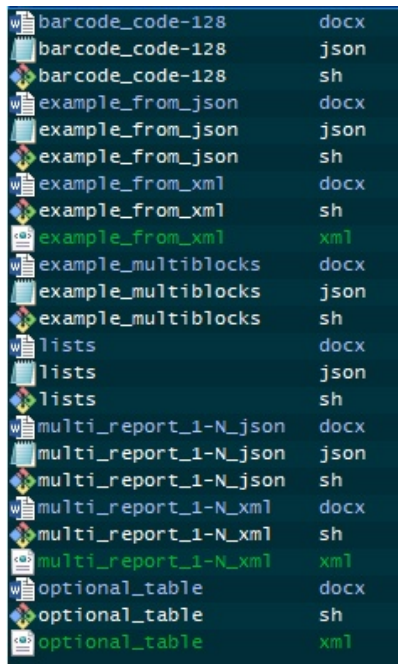 barcode_code-128 docx
barcode_code-128 json
barcode_code-128 sh
example_from_json docx
example_from_json json
example_from_json sh
example_from_xml docx
example_from_xml sh
example_from_xml xml
example_multiblocks docx
example_multiblocks json
example_multiblocks sh
lists docx
lists json
lists sh
multi_report_1-N_json docx
multi_report_1-N_json json
multi_report_1-N_json sh
multi_report_1-N_xml docx
multi_report_1-N_xml sh
multi_report_1-N_xml xml
optional_table docx
optional_table sh
optional_table xml